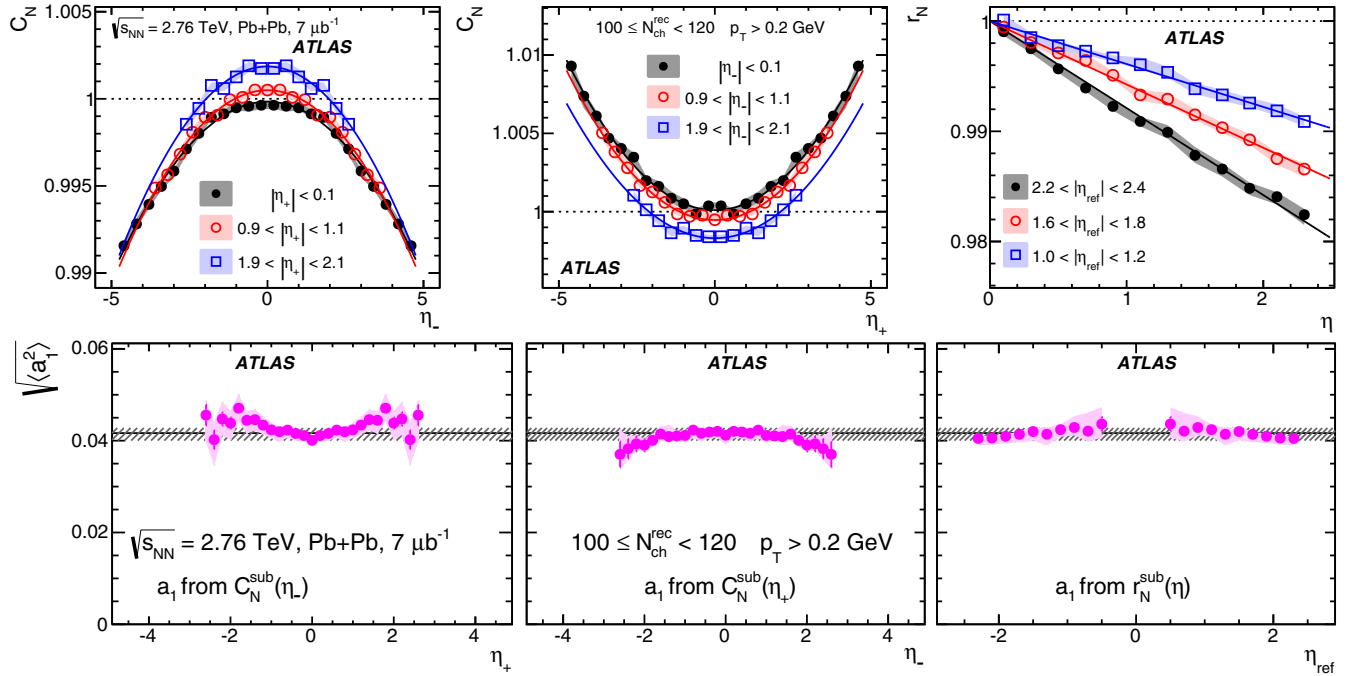 C_N
1.005
1
0.995
0.99
√s_NN = 2.76 TeV, Pb+Pb, 7 μb⁻¹
ATLAS
|η₊| < 0.1
0.9 < |η₊| < 1.1
1.9 < |η₊| < 2.1
-5 0 5
η₋
C_N
1.01
1.005
1
100 ≤ N_ch^rec < 120 p_T > 0.2 GeV
|η₋| < 0.1
0.9 < |η₋| < 1.1
1.9 < |η₋| < 2.1
ATLAS
-5 0 5
η₊
r_N
1
0.99
0.98
ATLAS
2.2 < |η_ref| < 2.4
1.6 < |η_ref| < 1.8
1.0 < |η_ref| < 1.2
0 1 2
η
√⟨a₁²⟩
0.06
0.04
0.02
0
ATLAS
√s_NN = 2.76 TeV, Pb+Pb, 7 μb⁻¹
a₁ from C_N^sub(η₋)
-4 -2 0 2 4
η₊
ATLAS
100 ≤ N_ch^rec < 120 p_T > 0.2 GeV
a₁ from C_N^sub(η₊)
-4 -2 0 2 4
η₋
ATLAS
a₁ from r_N^sub(η)
-2 0 2
η_ref